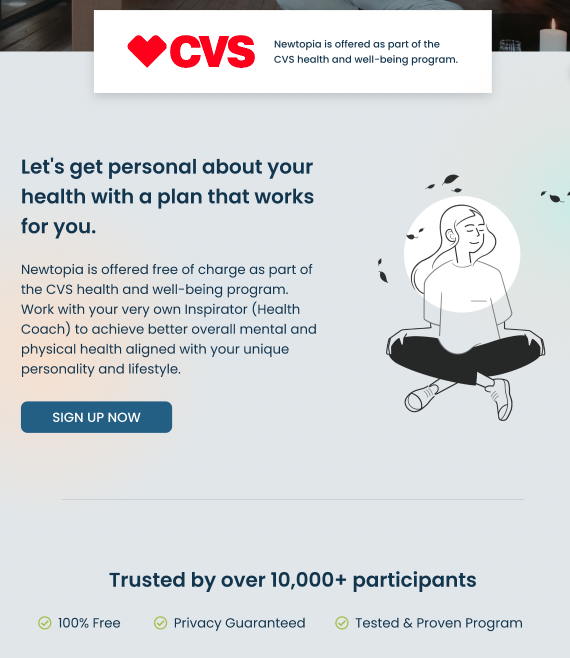 CVS
Newtopia is offered as part of the
CVS health and well-being program.
Let's get personal about your
health with a plan that works
for you.
Newtopia is offered free of charge as part of
the CVS health and well-being program.
Work with your very own Inspirator (Health
Coach) to achieve better overall mental and
physical health aligned with your unique
personality and lifestyle.
SIGN UP NOW
Trusted by over 10,000+ participants
100% Free
Privacy Guaranteed
Tested & Proven Program